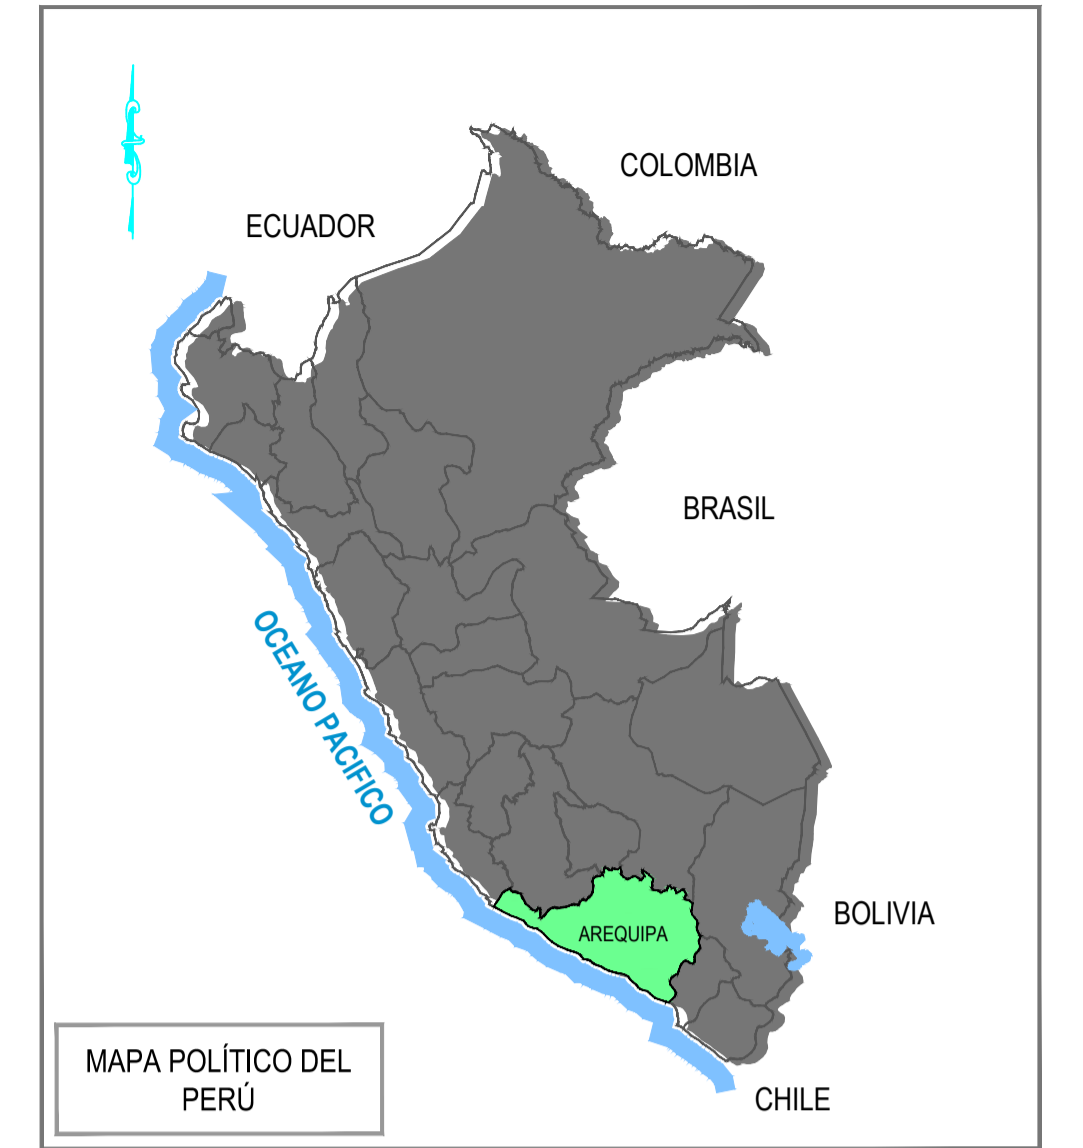 COLOMBIA
ECUADOR
BRASIL
OCEANO PACIFICO
BOLIVIA
AREQUIPA
MAPA POLÍTICO DEL
PERÚ
CHILE